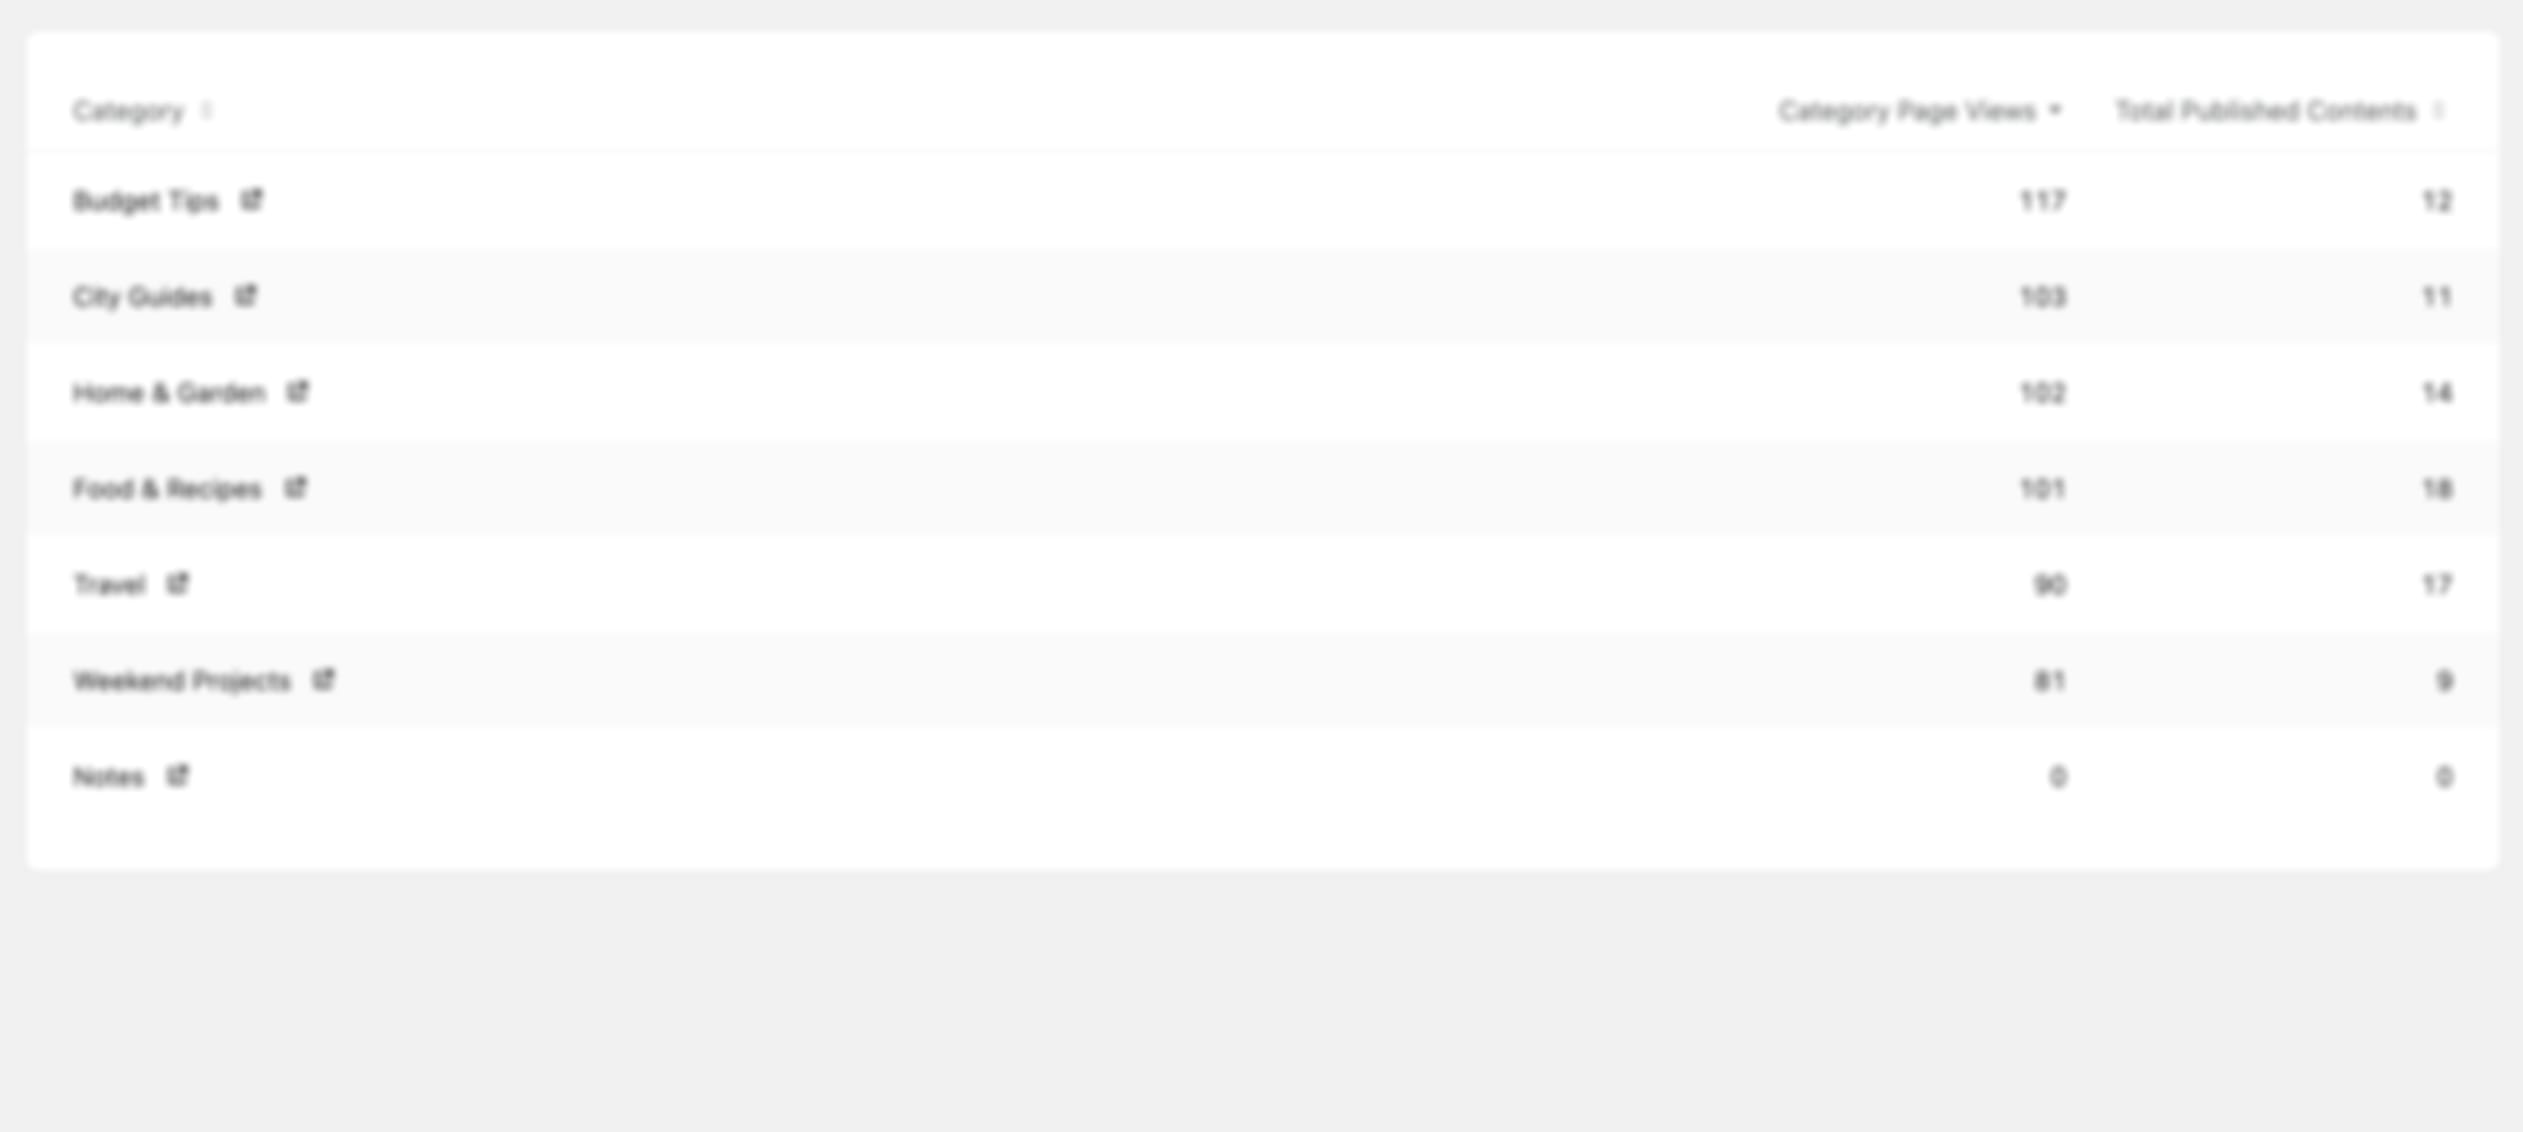 Category Category Page Views Total Published Contents
Budget Tips 117 12
City Guides 103 11
Home & Garden 102 14
Food & Recipes 101 18
Travel 90 17
Weekend Projects 81 9
Notes 0 0